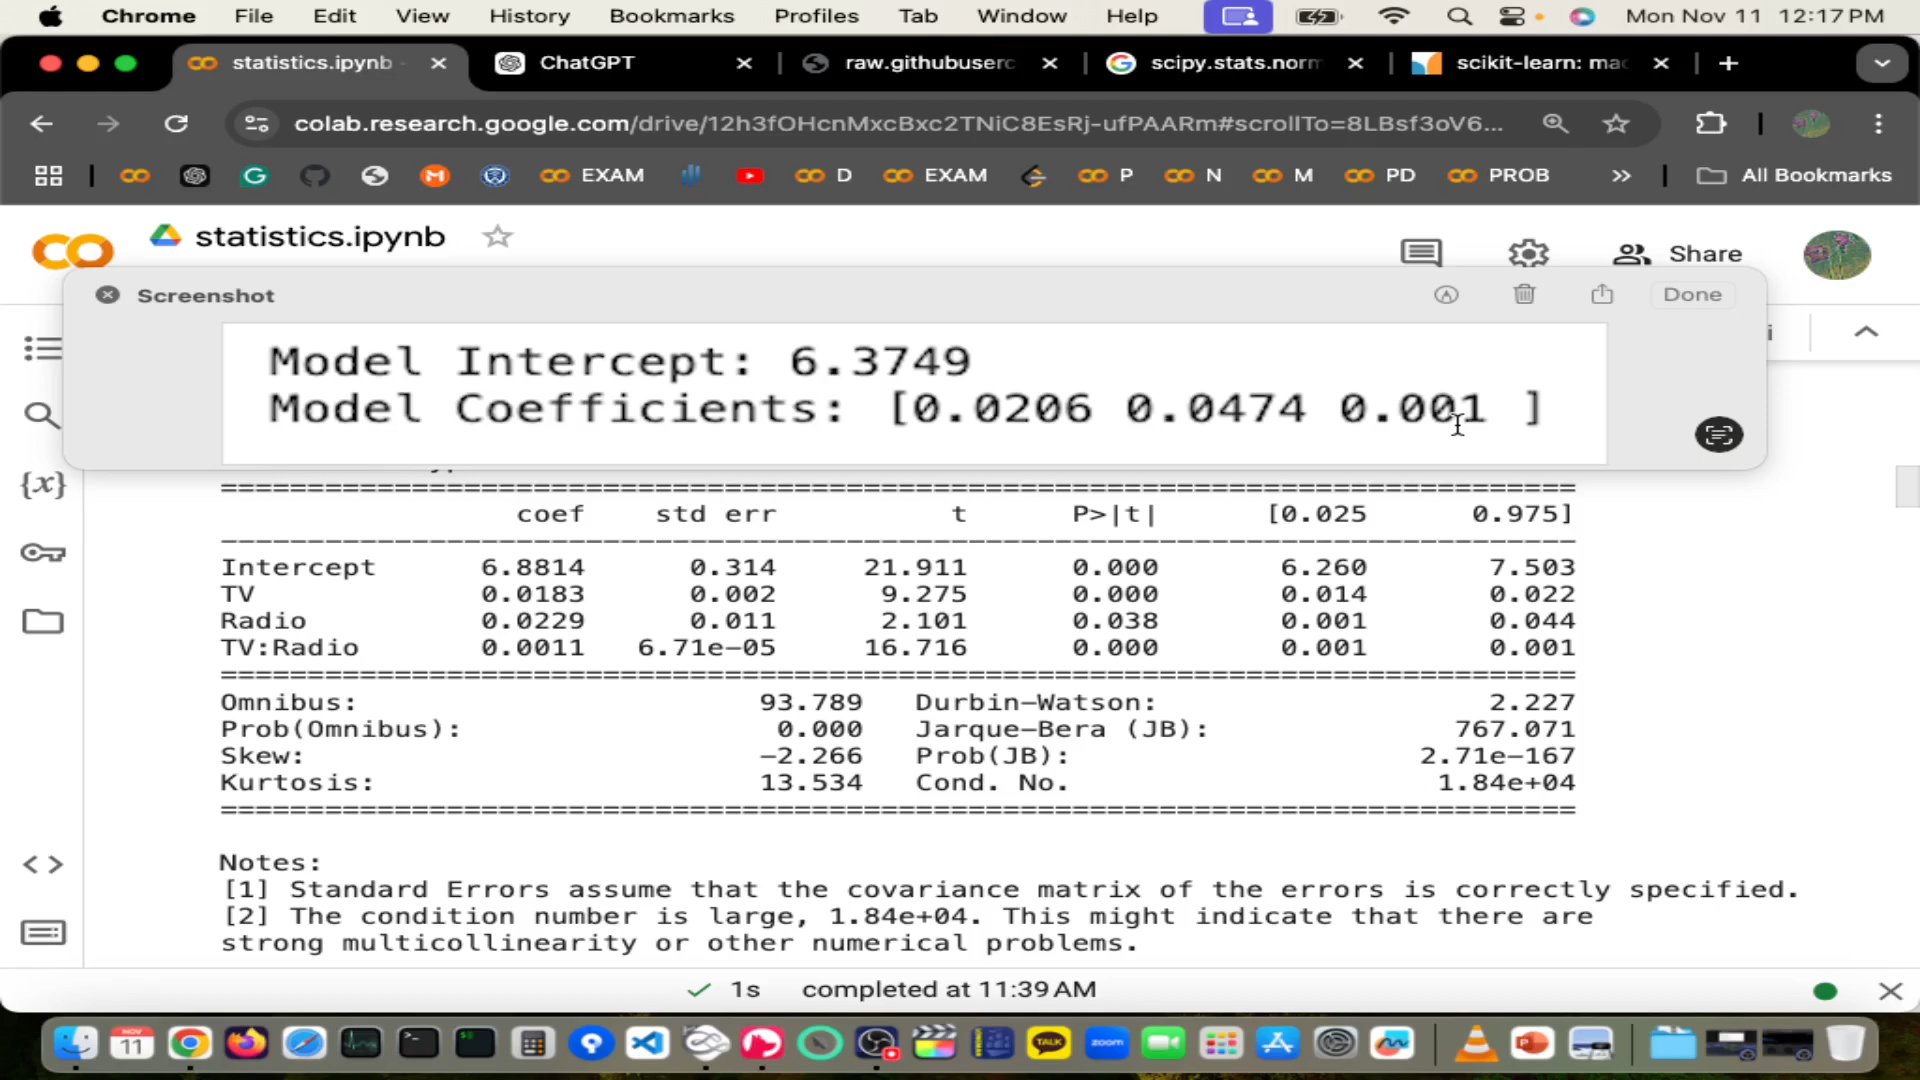 Chrome File Edit View History Bookmarks Profiles Tab Window Help Mon Nov 11 12:17 PM
statistics.ipynb ChatGPT raw.githubuserc scipy.stats.norm scikit-learn: mac
colab.research.google.com/drive/12h3fOHcnMxcBxc2TNiC8EsRj-ufPAARm#scrollTo=8LBsf3oV6...
EXAM D EXAM P N M PD PROB » All Bookmarks
statistics.ipynb Share
Screenshot Done
Model Intercept: 6.3749
Model Coefficients: [0.0206 0.0474 0.001 ]
coef std err t P>|t| [0.025 0.975]
Intercept 6.8814 0.314 21.911 0.000 6.260 7.503
TV 0.0183 0.002 9.275 0.000 0.014 0.022
Radio 0.0229 0.011 2.101 0.038 0.001 0.044
TV:Radio 0.0011 6.71e-05 16.716 0.000 0.001 0.001
Omnibus: 93.789 Durbin-Watson: 2.227
Prob(Omnibus): 0.000 Jarque-Bera (JB): 767.071
Skew: -2.266 Prob(JB): 2.71e-167
Kurtosis: 13.534 Cond. No. 1.84e+04
Notes:
[1] Standard Errors assume that the covariance matrix of the errors is correctly specified.
[2] The condition number is large, 1.84e+04. This might indicate that there are
strong multicollinearity or other numerical problems.
1s completed at 11:39 AM
NOV
11
TALK
zoom